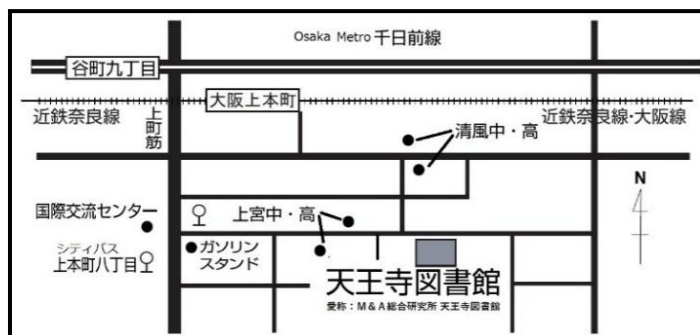 Osaka Metro 千日前線
谷町九丁目
大阪上本町
近鉄奈良線
上町筋
近鉄奈良線・大阪線
清風中・高
N
国際交流センター
上宮中・高
シティバス
上本町八丁目
ガソリン
スタンド
天王寺図書館
愛称：M&A総合研究所 天王寺図書館